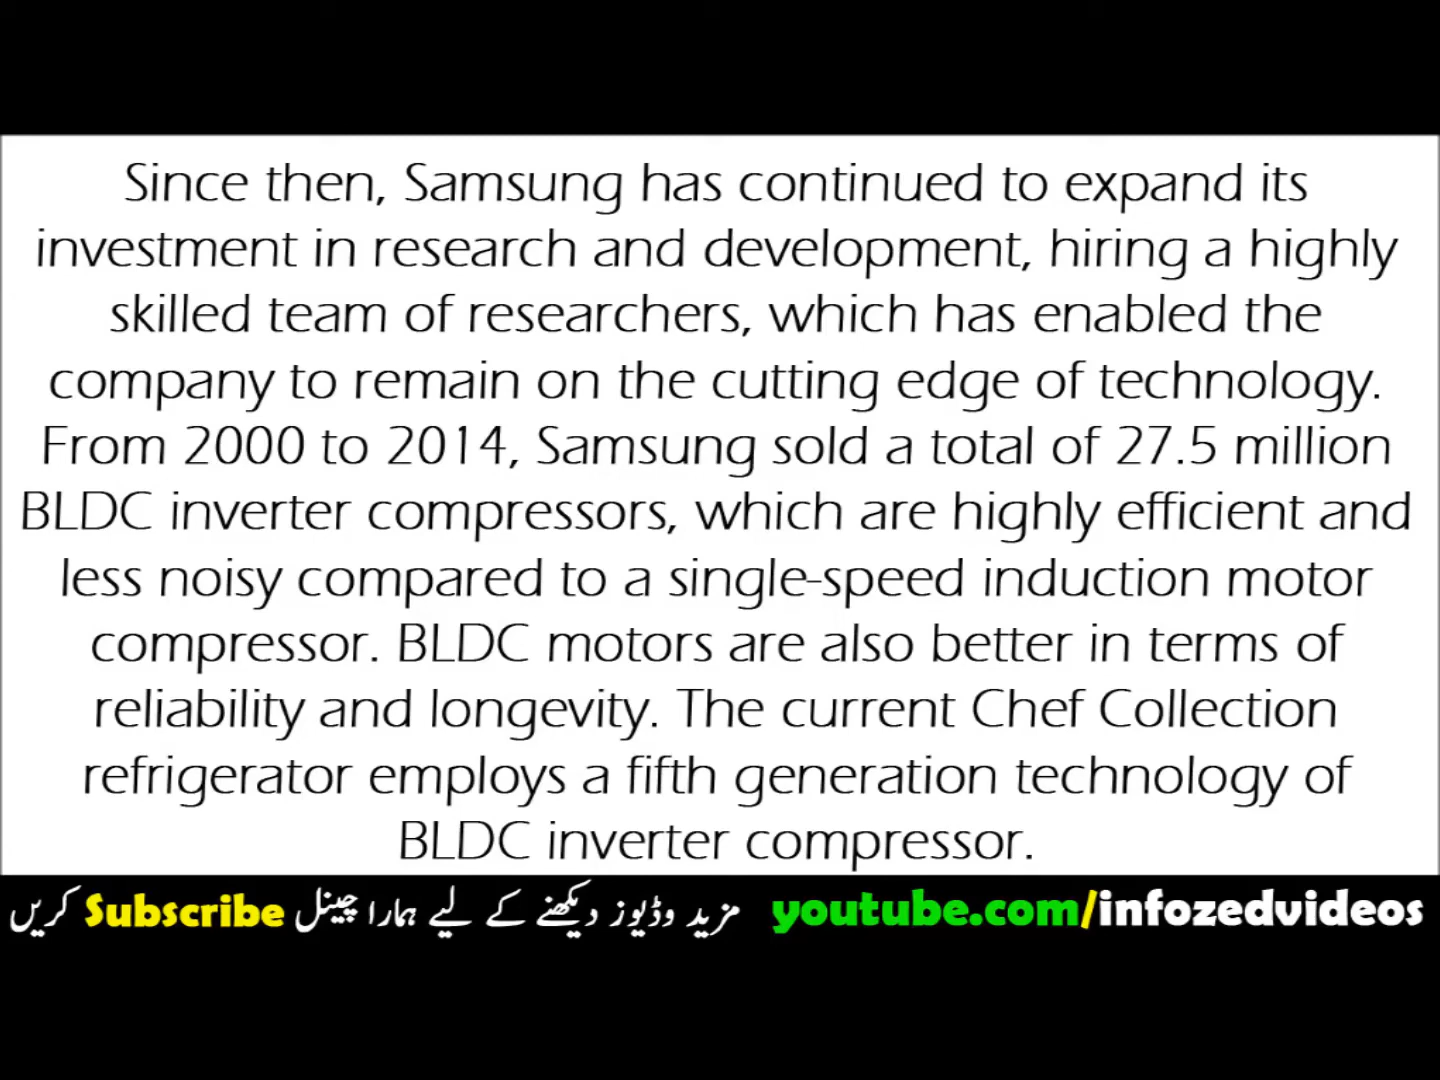 Since then, Samsung has continued to expand its
investment in research and development, hiring a highly
skilled team of researchers, which has enabled the
company to remain on the cutting edge of technology.
From 2000 to 2014, Samsung sold a total of 27.5 million
BLDC inverter compressors, which are highly efficient and
less noisy compared to a single-speed induction motor
compressor. BLDC motors are also better in terms of
reliability and longevity. The current Chef Collection
refrigerator employs a fifth generation technology of
BLDC inverter compressor.
مزید وڈیوز دیکھنے کے لیے ہمارا چینل Subscribe کریں youtube.com/infozedvideos